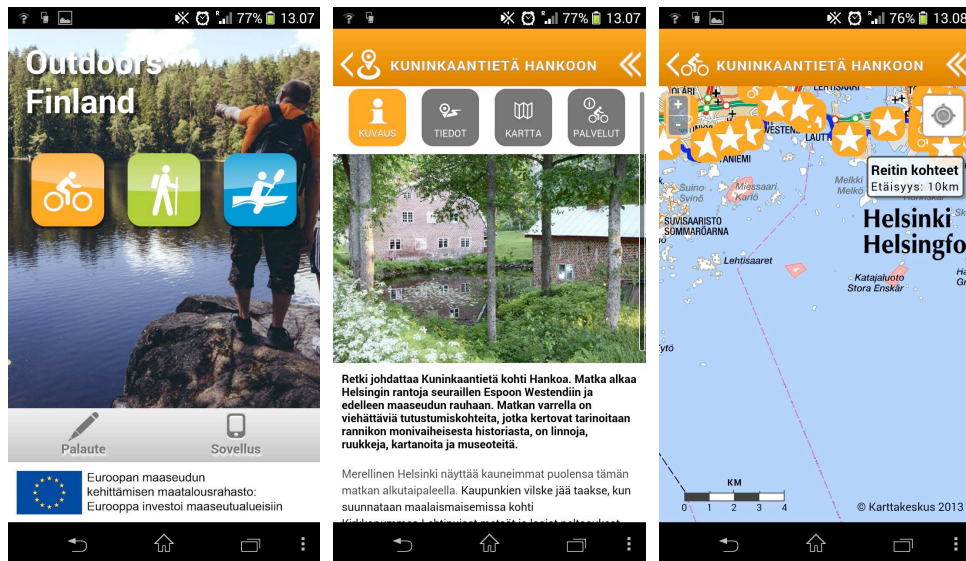 77% 13.07
Outdoors
Finland
Palaute
Sovellus
Euroopan maaseudun
kehittämisen maatalousrahasto:
Eurooppa investoi maaseutualueisiin
77% 13.07
KUNINKAANTIETÄ HANKOON
KUVAUS
TIEDOT
KARTTA
PALVELUT
Retki johdattaa Kuninkaantietä kohti Hankoa. Matka alkaa
Helsingin rantoja seuraillen Espoon Westendiin ja
edelleen maaseudun rauhaan. Matkan varrella on
viehättäviä tutustumiskohteita, jotka kertovat tarinoitaan
rannikon monivaiheisesta historiasta, on linnoja,
ruukkeja, kartanoita ja museoteitä.
Merellinen Helsinki näyttää kauneimmat puolensa tämän
matkan alkutaipaleella. Kaupunkien vilske jää taakse, kun
suunnataan maalaismaisemissa kohti
76% 13.08
KUNINKAANTIETÄ HANKOON
+
-
Reitin kohteet
Etäisyys: 10km
Suino
Svinö
Miessaari
Karlö
Melkki
Melkö
SUVISAARISTO
SOMMARÖARNA
Helsinki
Helsingfo
Lehtisaaret
Katajaluoto
Stora Enskär
KM
0 1 2 3 4
© Karttakeskus 2013